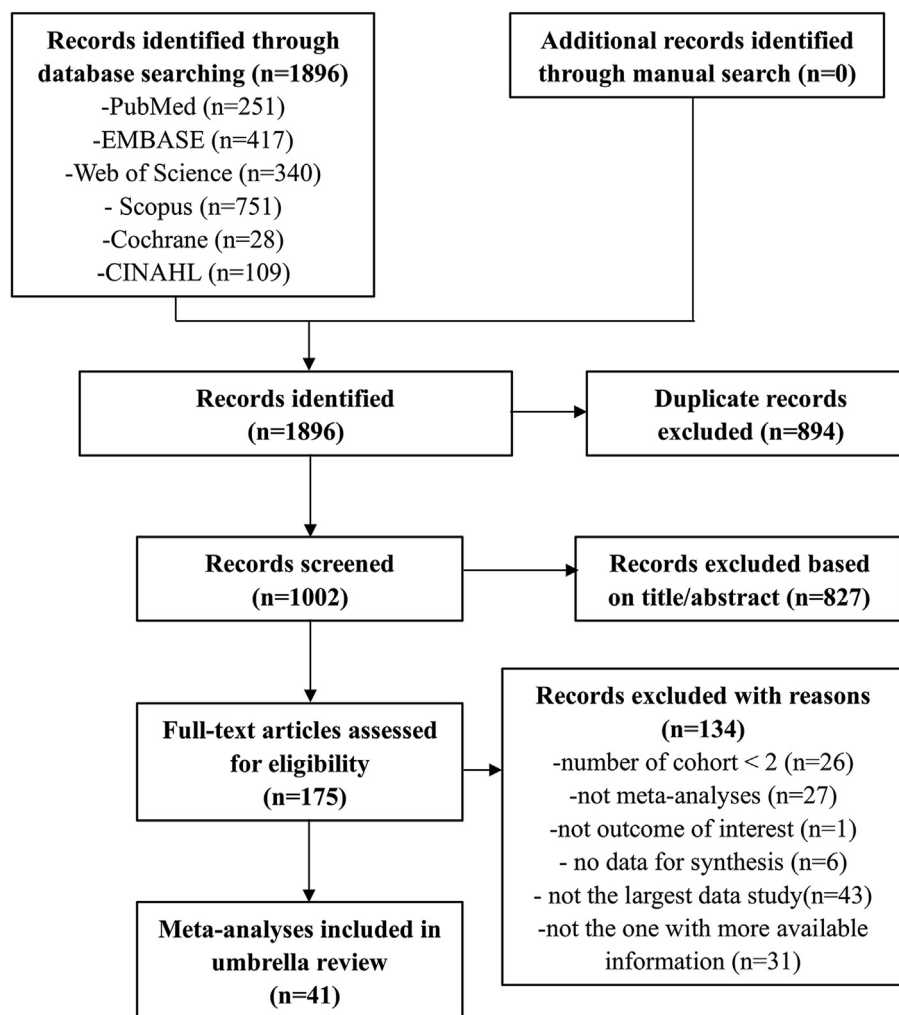 Records identified through
database searching (n=1896)
-PubMed (n=251)
-EMBASE (n=417)
-Web of Science (n=340)
- Scopus (n=751)
-Cochrane (n=28)
-CINAHL (n=109)
Additional records identified
through manual search (n=0)
Records identified
(n=1896)
Duplicate records
excluded (n=894)
Records screened
(n=1002)
Records excluded based
on title/abstract (n=827)
Full-text articles assessed
for eligibility
(n=175)
Records excluded with reasons
(n=134)
-number of cohort < 2 (n=26)
-not meta-analyses (n=27)
-not outcome of interest (n=1)
- no data for synthesis (n=6)
- not the largest data study(n=43)
-not the one with more available
information (n=31)
Meta-analyses included in
umbrella review
(n=41)